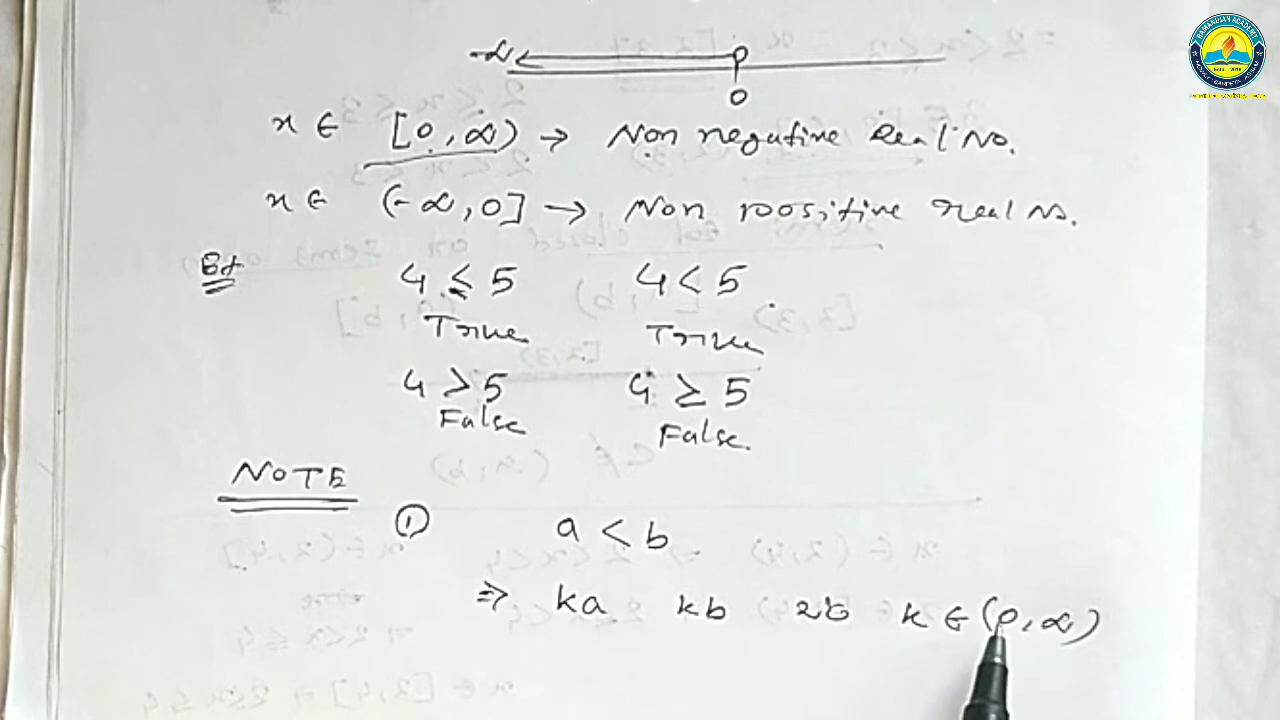 -∞ 0
x ∈ [0, ∞) → Non negative Real No.
x ∈ (-∞, 0] → Non positive real No.
Ex 4 ≤ 5 4 < 5
True True
4 > 5 4 ≥ 5
False False.
NOTE
① a < b
⇒ ka kb if k ∈ (0, ∞)